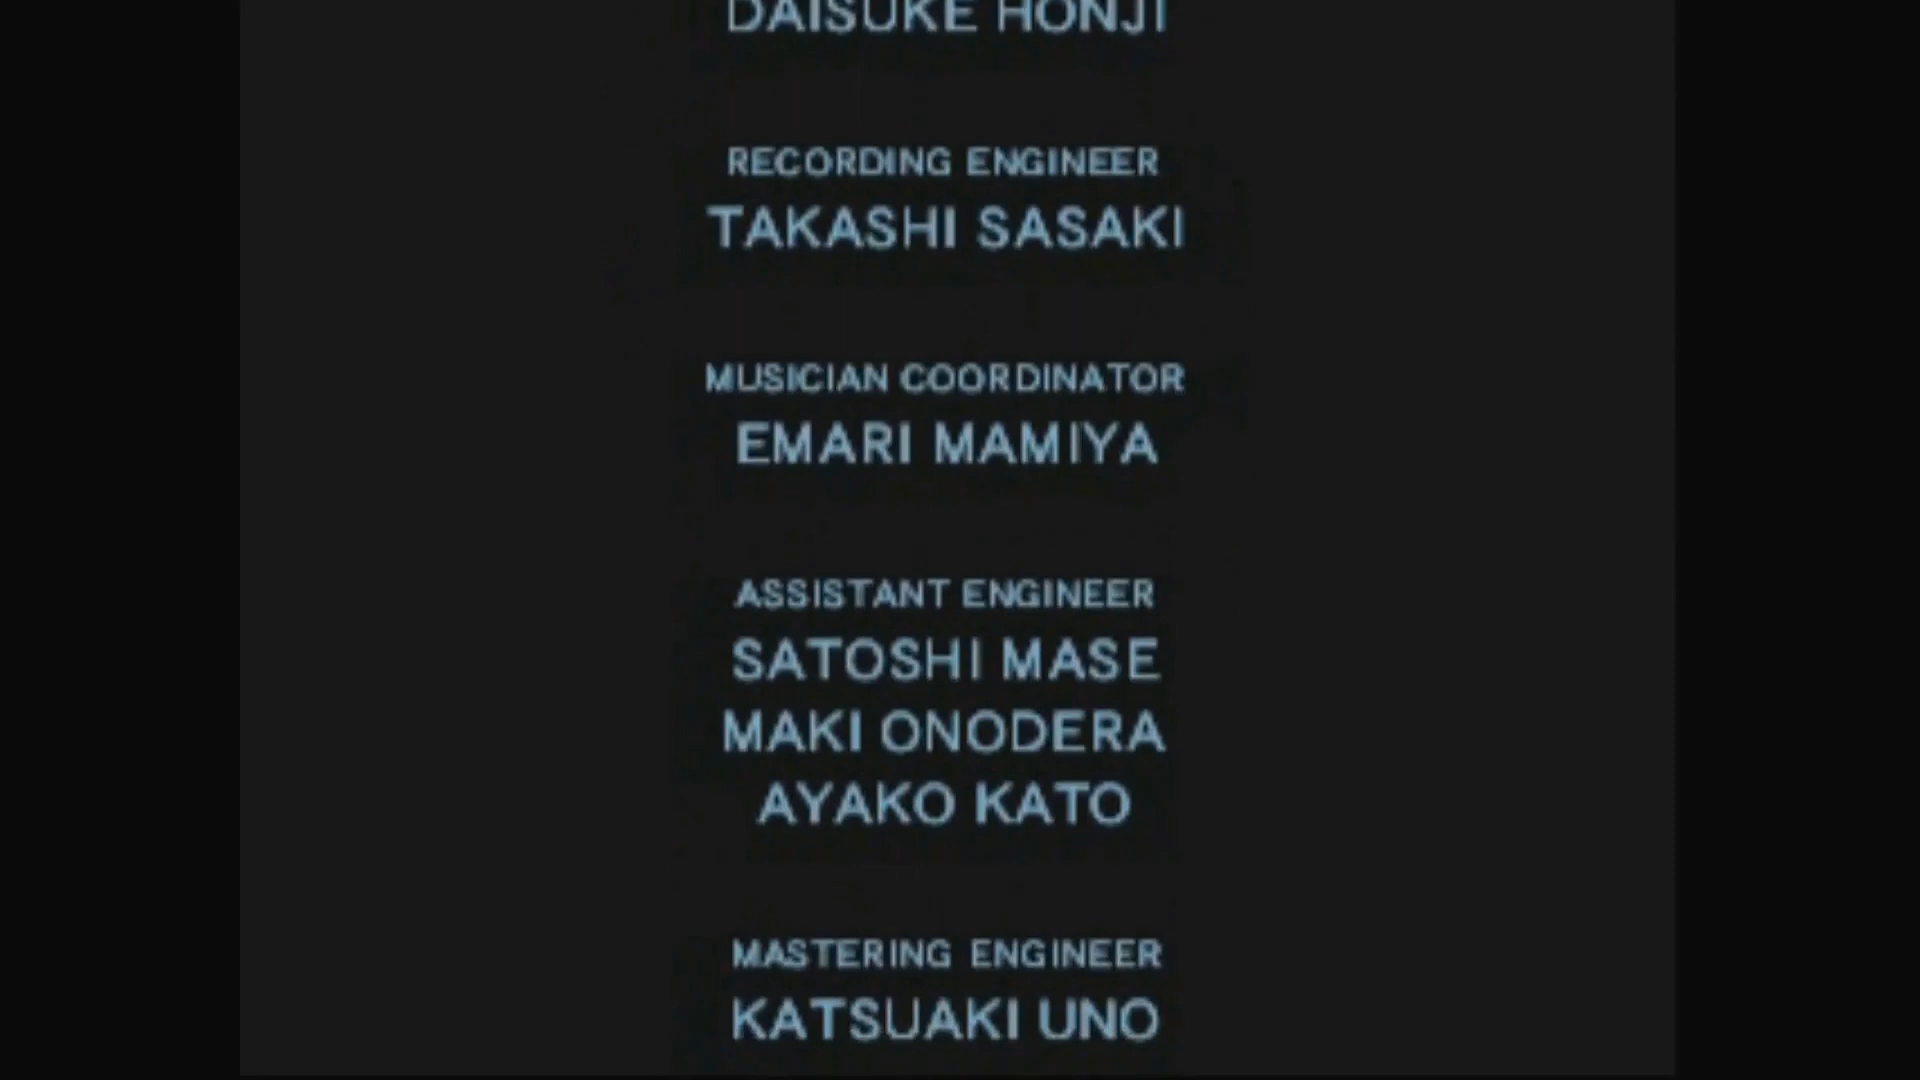 DAISUKE HONJI
RECORDING ENGINEER
TAKASHI SASAKI
MUSICIAN COORDINATOR
EMARI MAMIYA
ASSISTANT ENGINEER
SATOSHI MASE
MAKI ONODERA
AYAKO KATO
MASTERING ENGINEER
KATSUAKI UNO